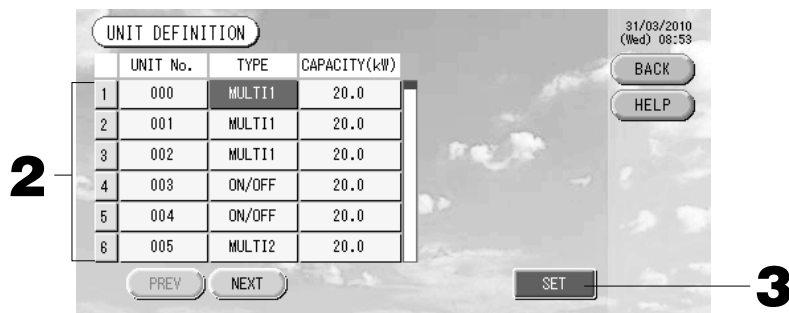 UNIT DEFINITION
31/03/2010
(Wed) 08:53
BACK
HELP
UNIT No. TYPE CAPACITY(kW)
1 000 MULTI1 20.0
2 001 MULTI1 20.0
3 002 MULTI1 20.0
4 003 ON/OFF 20.0
5 004 ON/OFF 20.0
6 005 MULTI2 20.0
2
PREV NEXT SET
3